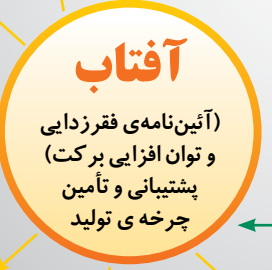 آفتاب
(آئین‌نامه‌ی فقرزدایی
و توان افزایی برکت)
پشتیبانی و تأمین
چرخه ی تولید